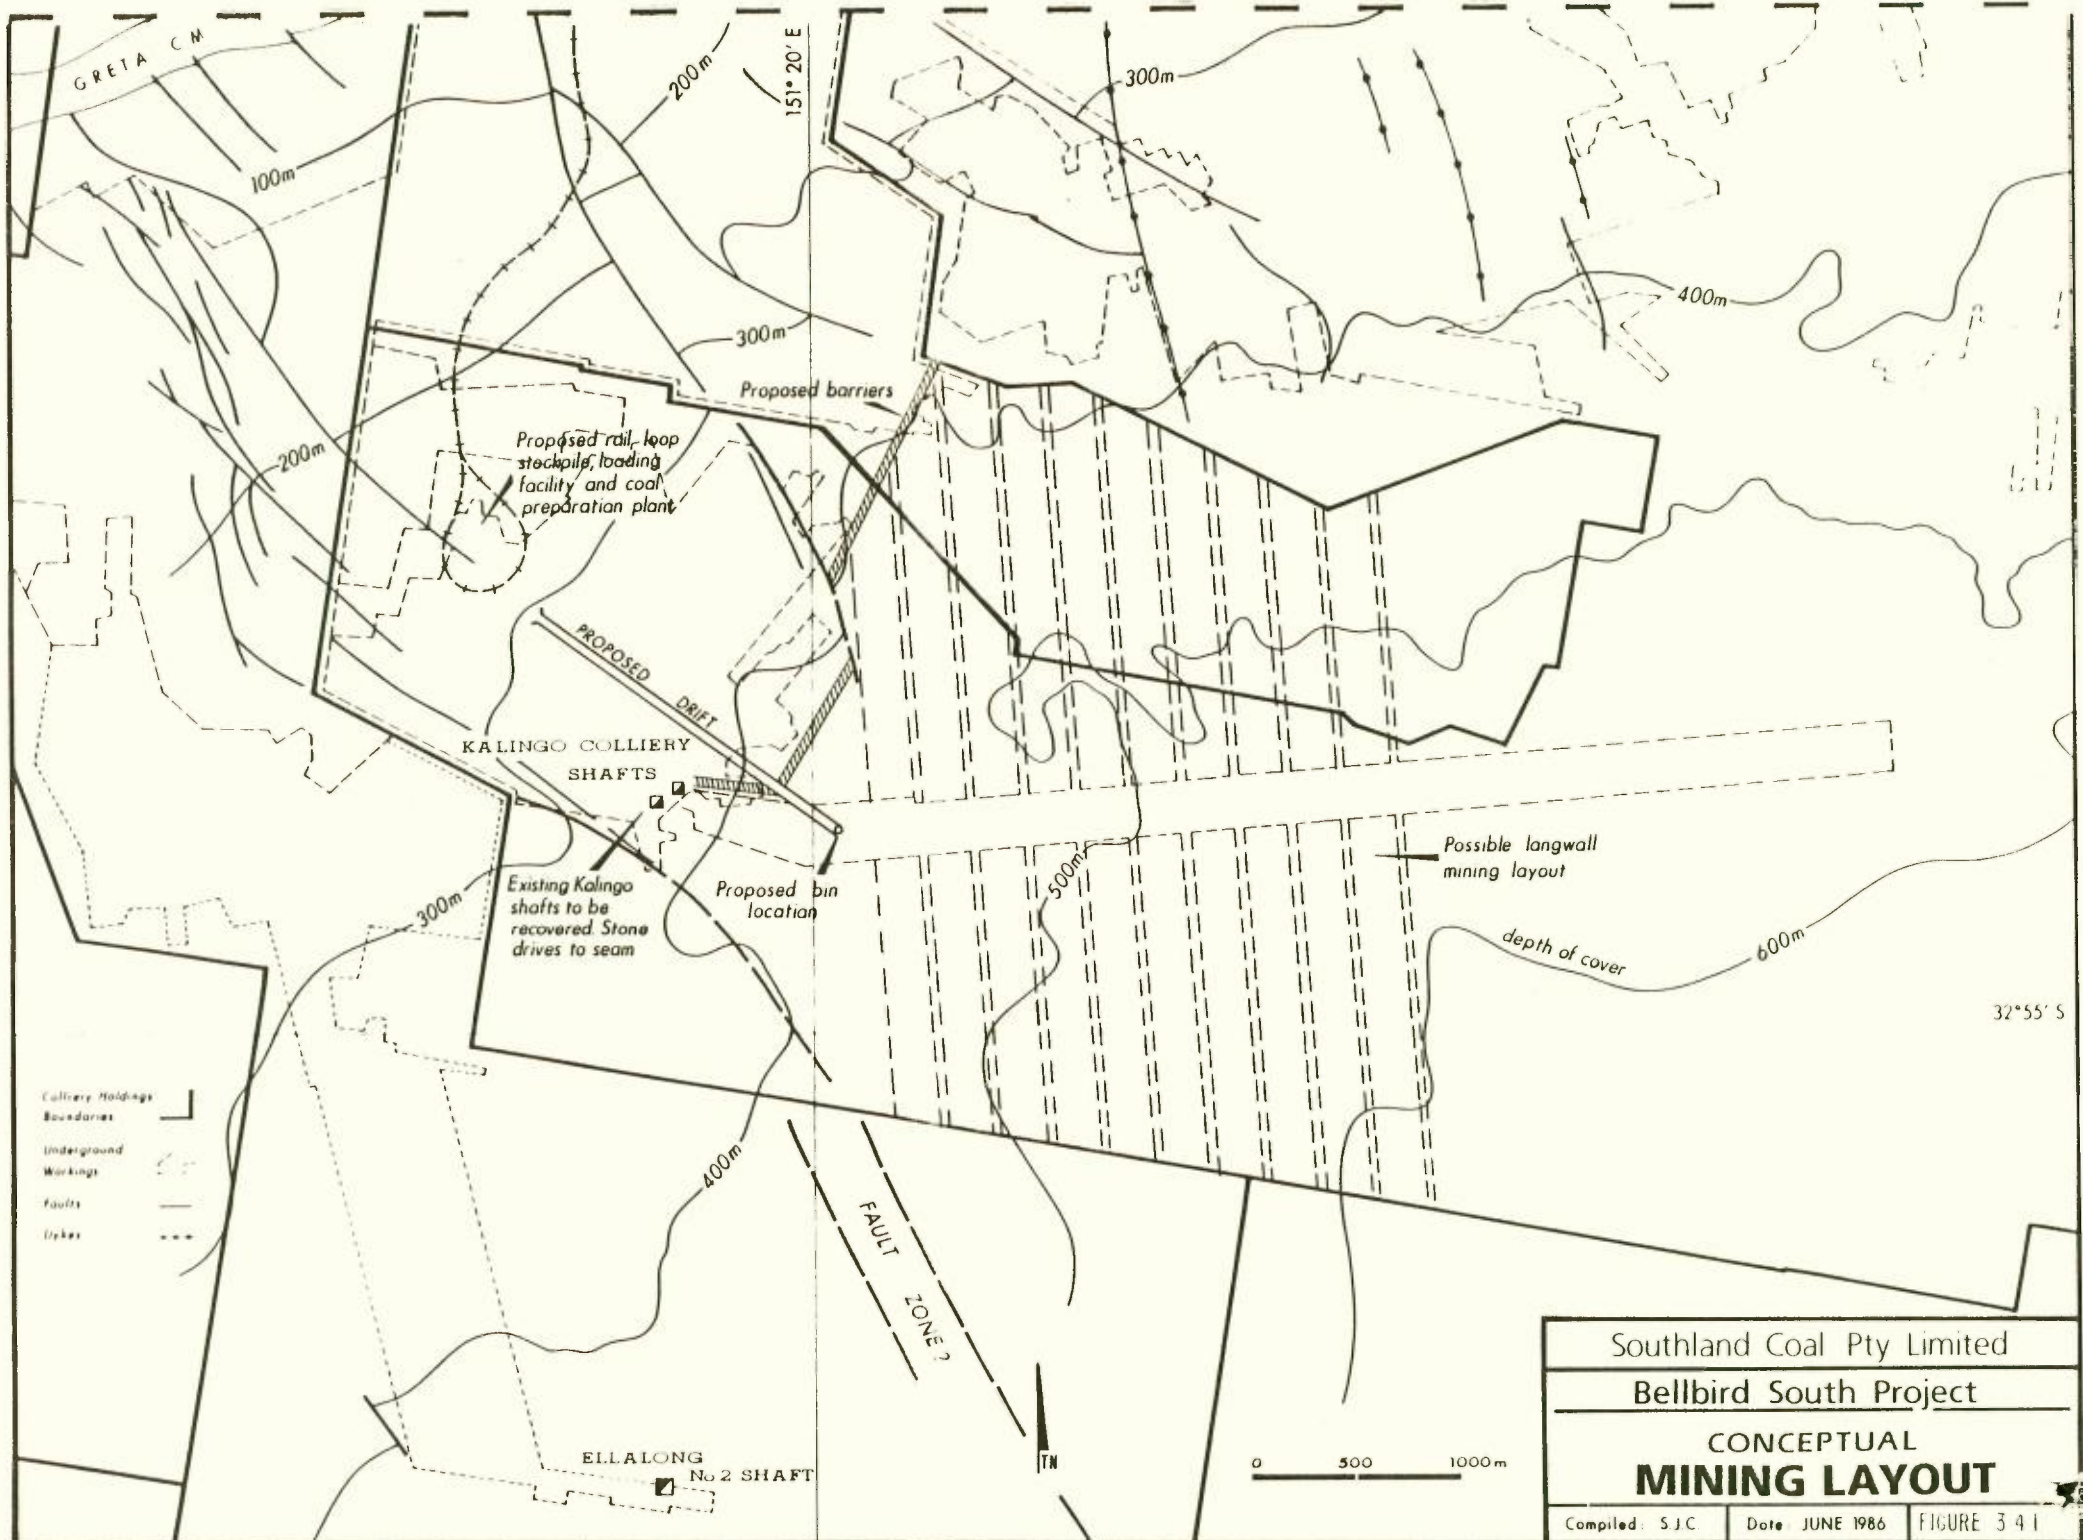 GRETA CM
100m
200m
151° 20' E
300m
400m
300m
Proposed barriers
200m
Proposed rail loop
stockpile, loading
facility and coal
preparation plant
PROPOSED DRIFT
KALINGO COLLIERY
SHAFTS
Existing Kalingo
shafts to be
recovered. Stone
drives to seam
Proposed bin
location
Possible langwall
mining layout
300m
500m
depth of cover
600m
32°55' S
Colliery Holdings
Boundaries
Underground
Workings
Faults
Dykes
400m
FAULT ZONE ?
ELLALONG
No 2 SHAFT
TN
0 500 1000m
Southland Coal Pty Limited
Bellbird South Project
CONCEPTUAL
MINING LAYOUT
Compiled: S.J.C.
Date: JUNE 1986
FIGURE 3 4 1